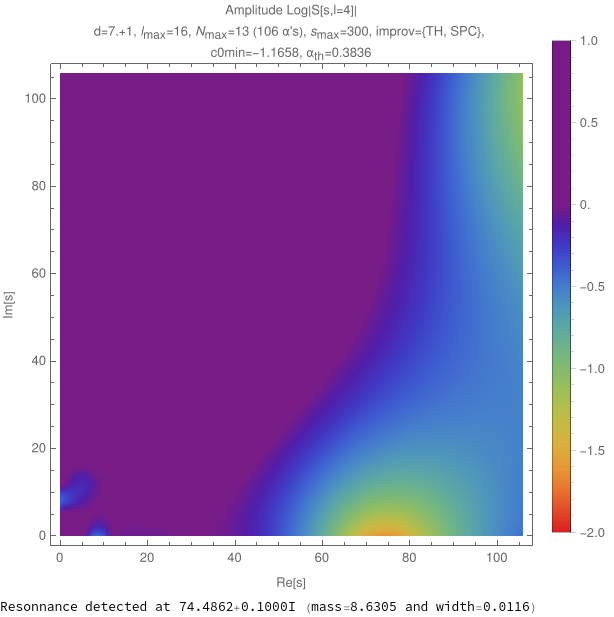 Amplitude Log|S[s,l=4]|
d=7.+1, lmax=16, Nmax=13 (106 α's), smax=300, improv={TH, SPC},
c0min=−1.1658, αth=0.3836
1.0
0.5
0.
−0.5
−1.0
−1.5
−2.0
Im[s]
100
80
60
40
20
0
0 20 40 60 80 100
Re[s]
Resonnance detected at 74.4862+0.1000I (mass=8.6305 and width=0.0116)